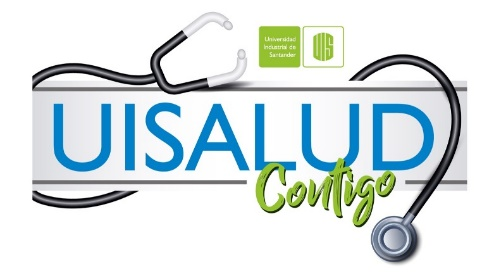 Universidad
Industrial de
Santander
UIS
UISALUD
Contigo